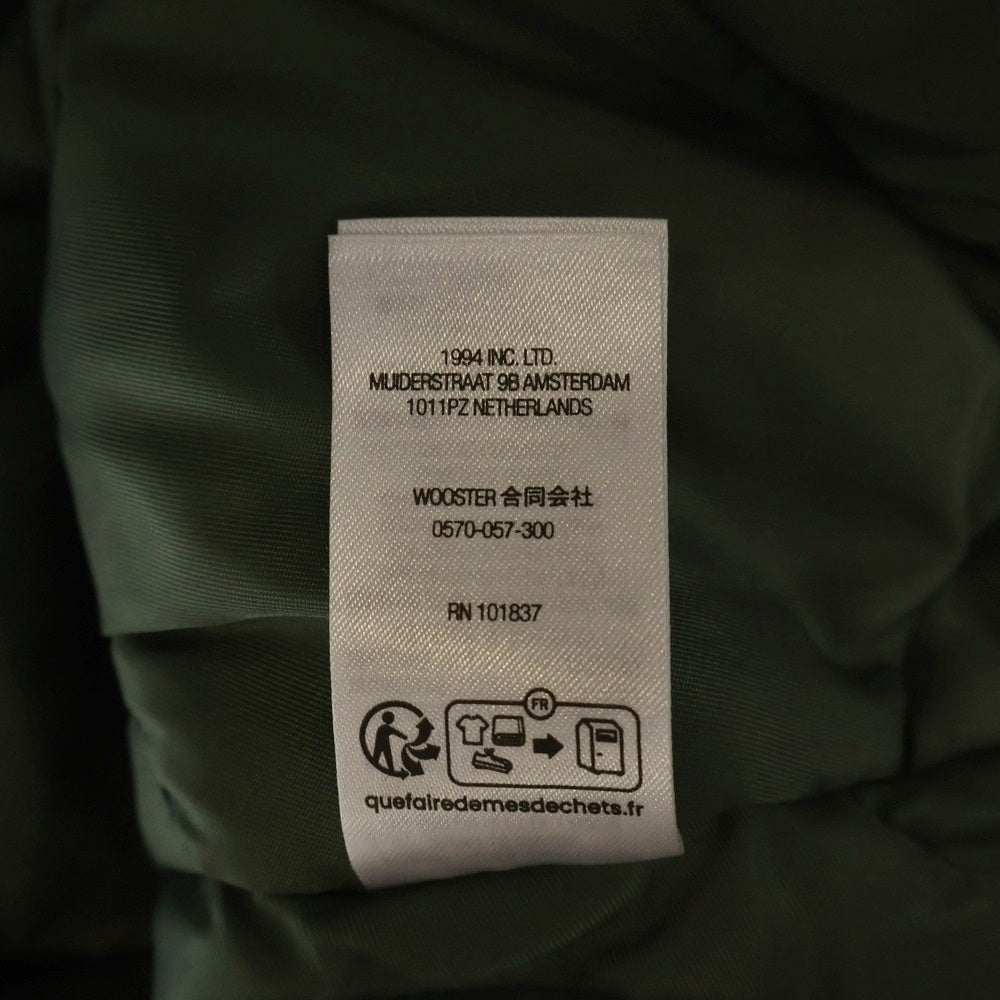 1994 INC. LTD.
MUIDERSTRAAT 9B AMSTERDAM
1011PZ NETHERLANDS
WOOSTER 合同会社
0570-057-300
RN 101837
FR
quefairedemesdechets.fr